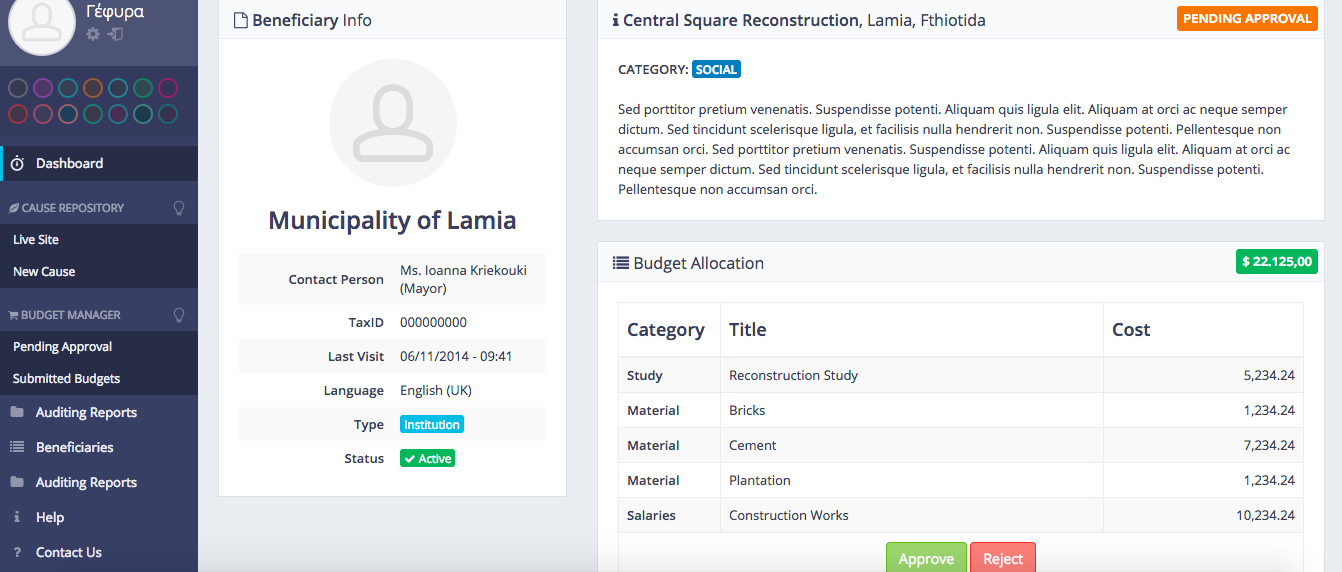 Γέφυρα
Dashboard
CAUSE REPOSITORY
Live Site
New Cause
BUDGET MANAGER
Pending Approval
Submitted Budgets
Auditing Reports
Beneficiaries
Auditing Reports
Help
Contact Us
Beneficiary Info
Municipality of Lamia
Contact Person Ms. Ioanna Kriekouki
(Mayor)
TaxID 000000000
Last Visit 06/11/2014 - 09:41
Language English (UK)
Type Institution
Status Active
Central Square Reconstruction, Lamia, Fthiotida PENDING APPROVAL
CATEGORY: SOCIAL
Sed porttitor pretium venenatis. Suspendisse potenti. Aliquam quis ligula elit. Aliquam at orci ac neque semper
dictum. Sed tincidunt scelerisque ligula, et facilisis nulla hendrerit non. Suspendisse potenti. Pellentesque non
accumsan orci. Sed porttitor pretium venenatis. Suspendisse potenti. Aliquam quis ligula elit. Aliquam at orci ac
neque semper dictum. Sed tincidunt scelerisque ligula, et facilisis nulla hendrerit non. Suspendisse potenti.
Pellentesque non accumsan orci.
Budget Allocation $ 22.125,00
Category Title Cost
Study Reconstruction Study 5,234.24
Material Bricks 1,234.24
Material Cement 7,234.24
Material Plantation 1,234.24
Salaries Construction Works 10,234.24
Approve Reject